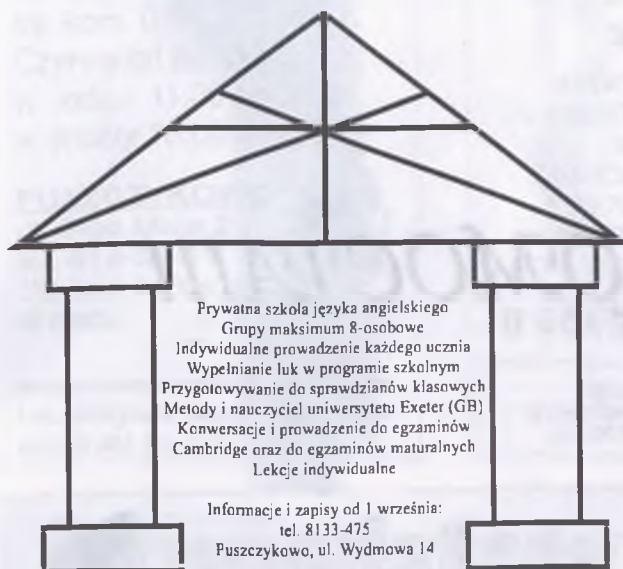 Prywatna szkoła języka angielskiego
Grupy maksimum 8-osobowe
Indywidualne prowadzenie każdego ucznia
Wypełnianie luk w programie szkolnym
Przygotowywanie do sprawdzianów klasowych
Metody i nauczyciel uniwersytetu Exeter (GB)
Konwersacje i prowadzenie do egzaminów
Cambridge oraz do egzaminów maturalnych
Lekcje indywidualne
Informacje i zapisy od 1 września:
tel. 8133-475
Puszczykowo, ul. Wydmowa 14